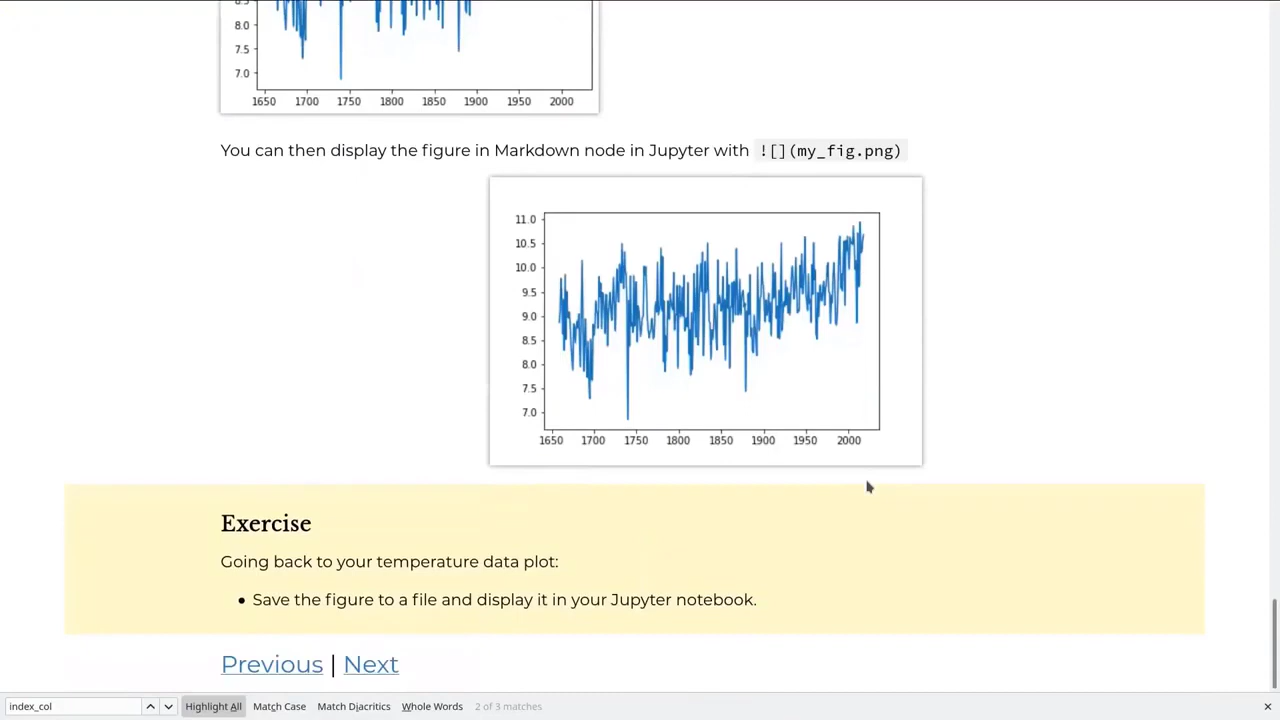 8.5
8.0
7.5
7.0
1650 1700 1750 1800 1850 1900 1950 2000
You can then display the figure in Markdown node in Jupyter with ![](my_fig.png)
11.0
10.5
10.0
9.5
9.0
8.5
8.0
7.5
7.0
1650 1700 1750 1800 1850 1900 1950 2000
Exercise
Going back to your temperature data plot:
• Save the figure to a file and display it in your Jupyter notebook.
Previous | Next
index_col Highlight All Match Case Match Diacritics Whole Words 2 of 3 matches